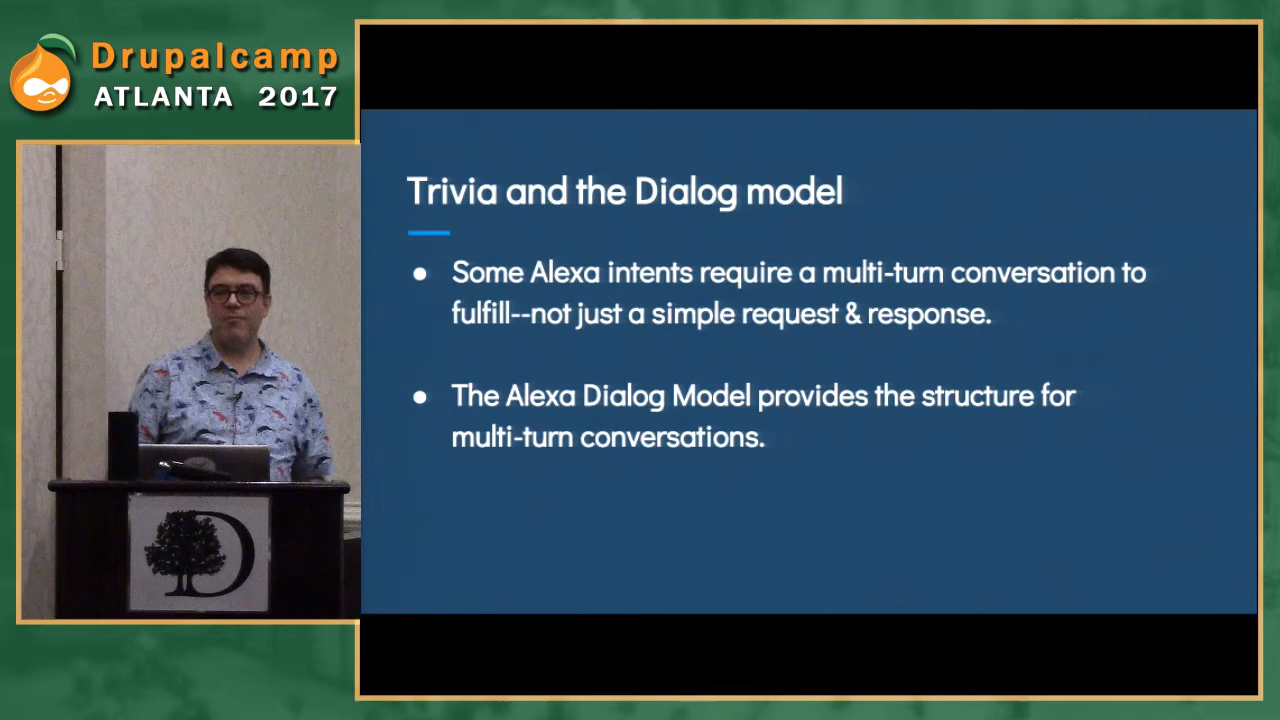 Drupalcamp
ATLANTA 2017
Trivia and the Dialog model
● Some Alexa intents require a multi-turn conversation to
fulfill--not just a simple request & response.
● The Alexa Dialog Model provides the structure for
multi-turn conversations.
D